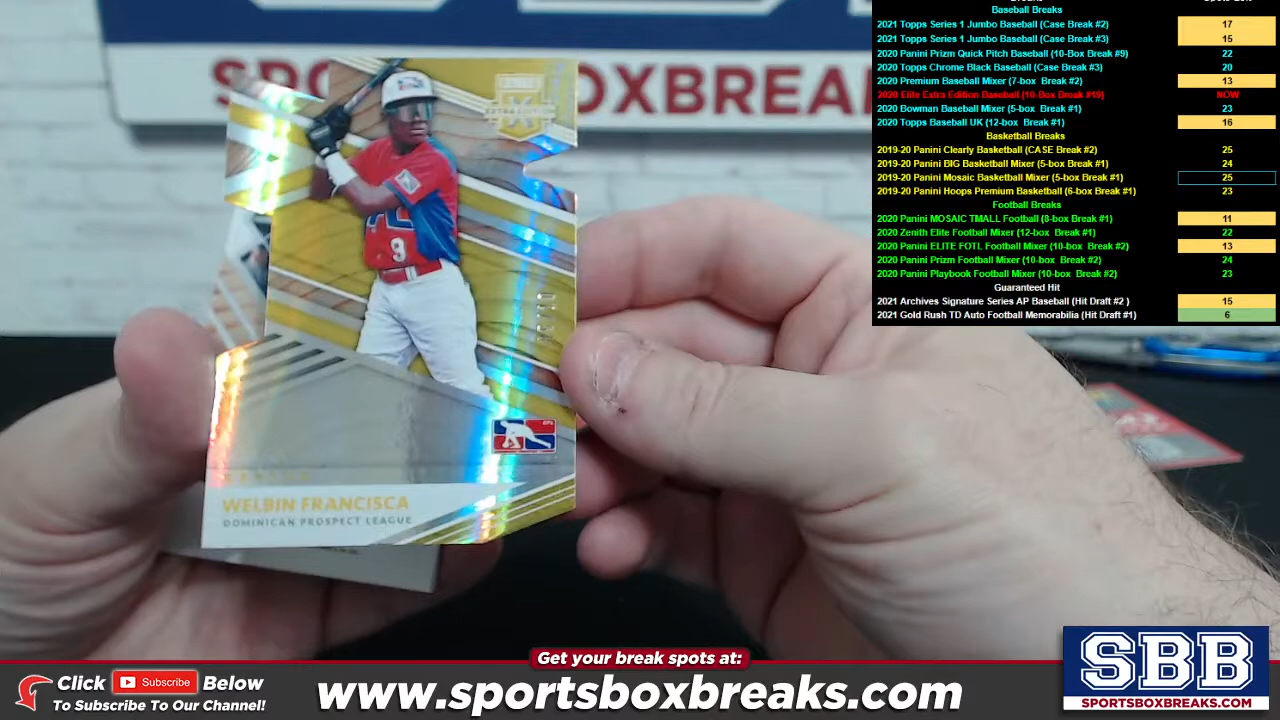 Baseball Breaks
2021 Topps Series 1 Jumbo Baseball (Case Break #2) 17
2021 Topps Series 1 Jumbo Baseball (Case Break #3) 15
2020 Panini Prizm Quick Pitch Baseball (10-Box Break #9) 22
2020 Topps Chrome Black Baseball (Case Break #3) 20
2020 Premium Baseball Mixer (7-box Break #2) 13
2020 Elite Extra Edition Baseball (10-Box Break #19) NOW
2020 Bowman Baseball Mixer (5-box Break #1) 23
2020 Topps Baseball UK (12-box Break #1) 16
Basketball Breaks
2019-20 Panini Clearly Basketball (CASE Break #2) 25
2019-20 Panini BIG Basketball Mixer (5-box Break #1) 24
2019-20 Panini Mosaic Basketball Mixer (5-box Break #1) 25
2019-20 Panini Hoops Premium Basketball (6-box Break #1) 23
Football Breaks
2020 Panini MOSAIC TMALL Football (8-box Break #1) 11
2020 Zenith Elite Football Mixer (12-box Break #1) 22
2020 Panini ELITE FOTL Football Mixer (10-box Break #2) 13
2020 Panini Prizm Football Mixer (10-box Break #2) 24
2020 Panini Playbook Football Mixer (10-box Break #2) 23
Guaranteed Hit
2021 Archives Signature Series AP Baseball (Hit Draft #2 ) 15
2021 Gold Rush TD Auto Football Memorabilia (Hit Draft #1) 6
OXBREA
EXTRA EDITION
9
WELBIN FRANCISCA
DOMINICAN PROSPECT LEAGUE
Get your break spots at:
Click Subscribe Below
To Subscribe To Our Channel!
www.sportsboxbreaks.com
SBB
SPORTSBOXBREAKS.COM